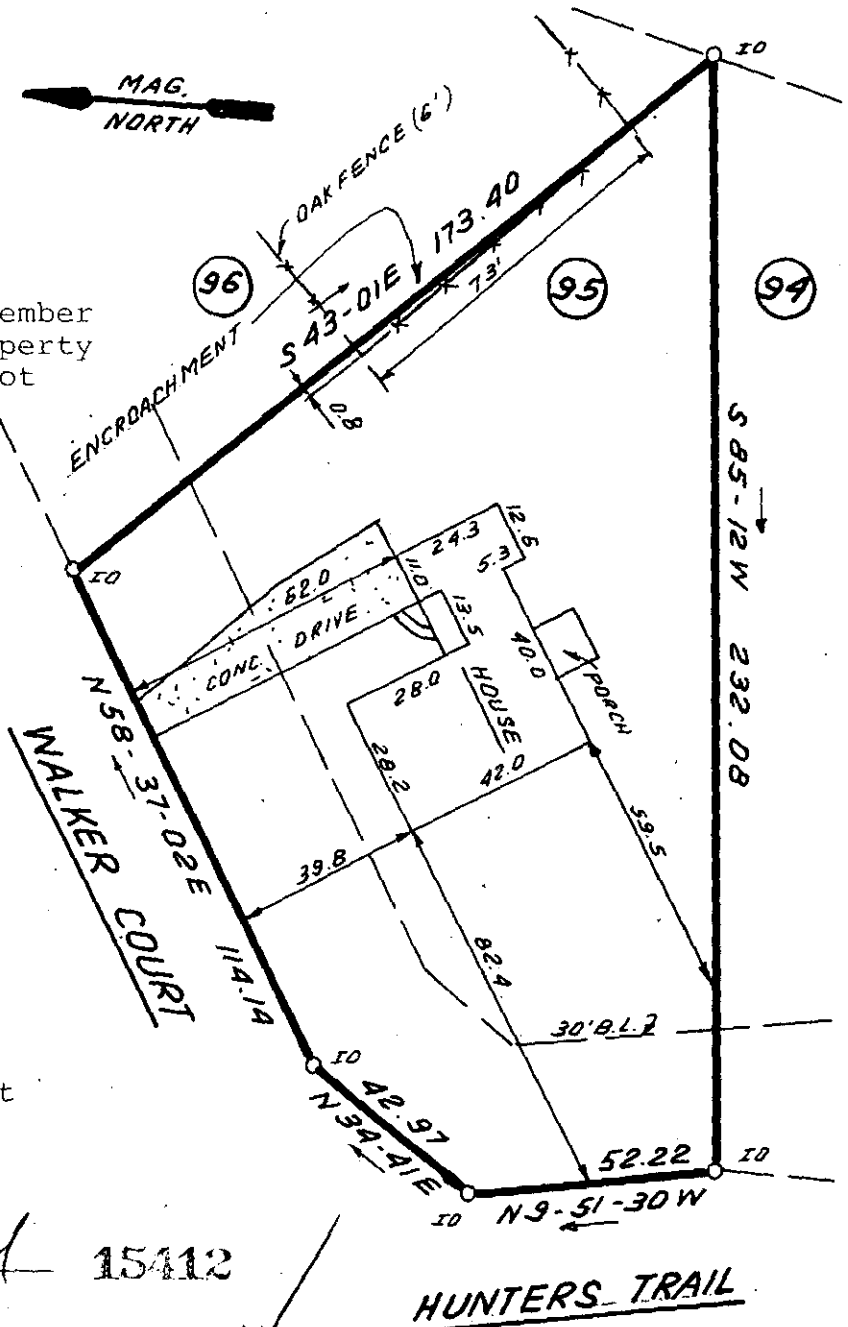 IO
MAG.
NORTH
OAK FENCE (6')
173.40
S 43-01E
73'
96
95
94
ember
perty
ot
ENCROACHMENT
0.8
S 85-12 W 232.08
IO
24.3
12.6
5.3
62.0
11.0
13.5
CONC. DRIVE
40.0
PORCH
28.0
HOUSE
28.2
42.0
N 58-37-02E 114.14
WALKER COURT
39.8
59.5
82.4
30' B.L.
t
IO
42.97
N 34-41E
52.22
IO
IO
N 9-51-30 W
15412
HUNTERS TRAIL